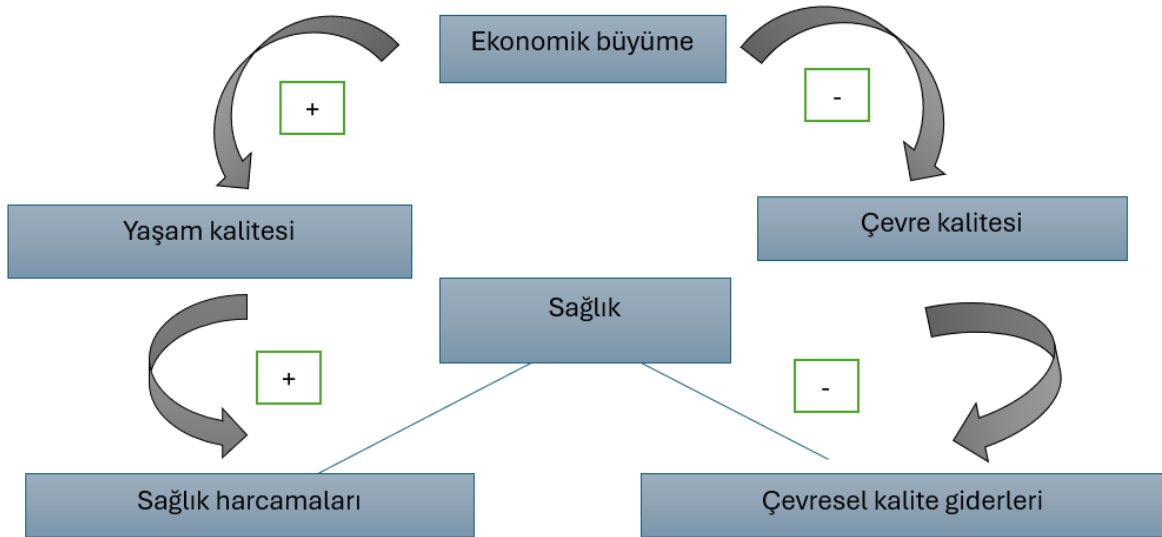 Ekonomik büyüme
+
-
Yaşam kalitesi
Çevre kalitesi
Sağlık
+
-
Sağlık harcamaları
Çevresel kalite giderleri